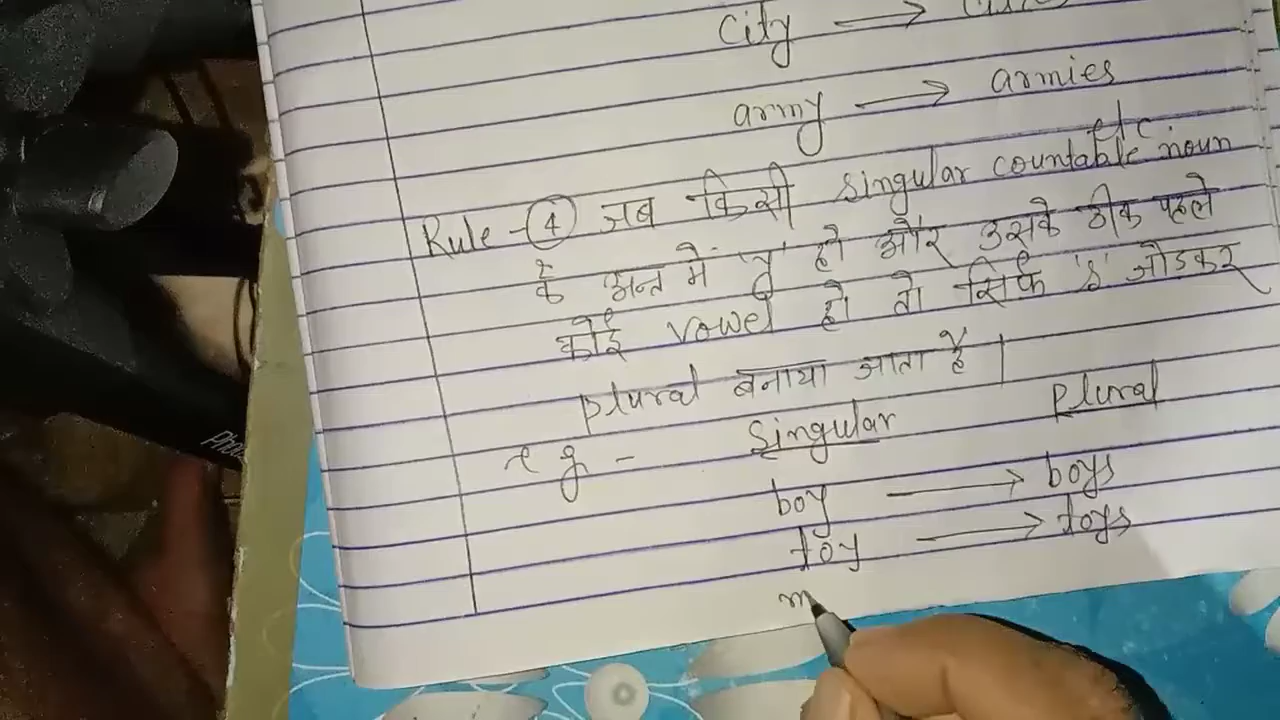 City →
army → armies
etc
Rule - ④ जब किसी singular countable noun
के अन्त में 'y' हो और उसके ठीक पहले
कोई vowel हो तो सिर्फ 's' जोडकर
plural बनाया जाता है |
e g - Singular Plural
boy → boys
toy → toys
m